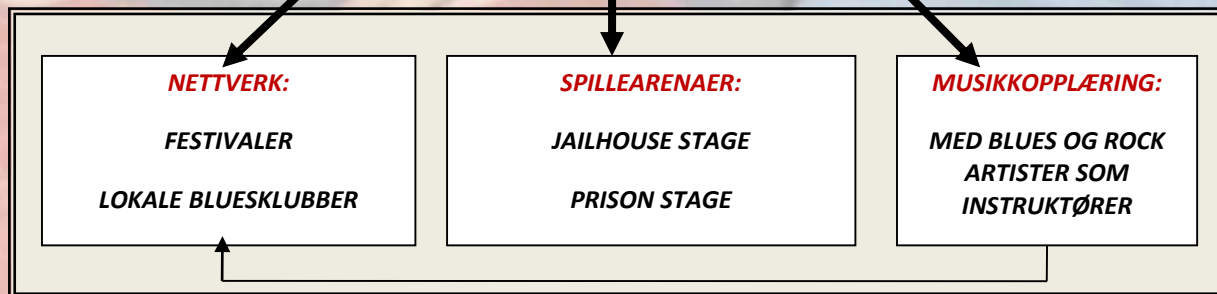 NETTVERK:
FESTIVALER
LOKALE BLUESKLUBBER
SPILLEARENAER:
JAILHOUSE STAGE
PRISON STAGE
MUSIKKOPPLÆRING:
MED BLUES OG ROCK
ARTISTER SOM
INSTRUKTØRER